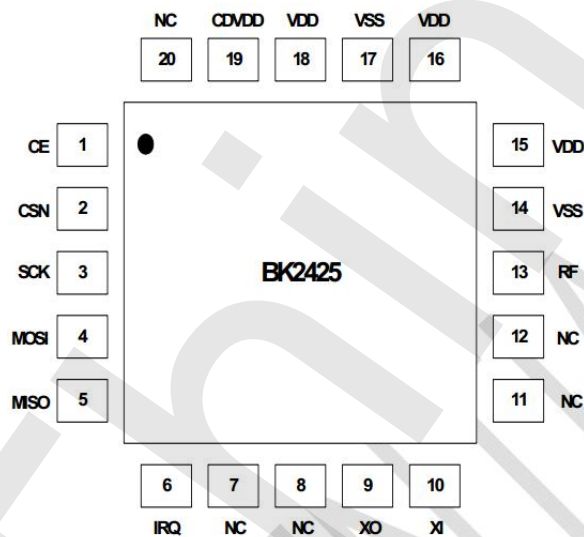 NC CDVDD VDD VSS VDD
20 19 18 17 16
CE 1 15 VDD
CSN 2 14 VSS
SCK 3 BK2425 13 RF
MOSI 4 12 NC
MISO 5 11 NC
6 7 8 9 10
IRQ NC NC XO XI